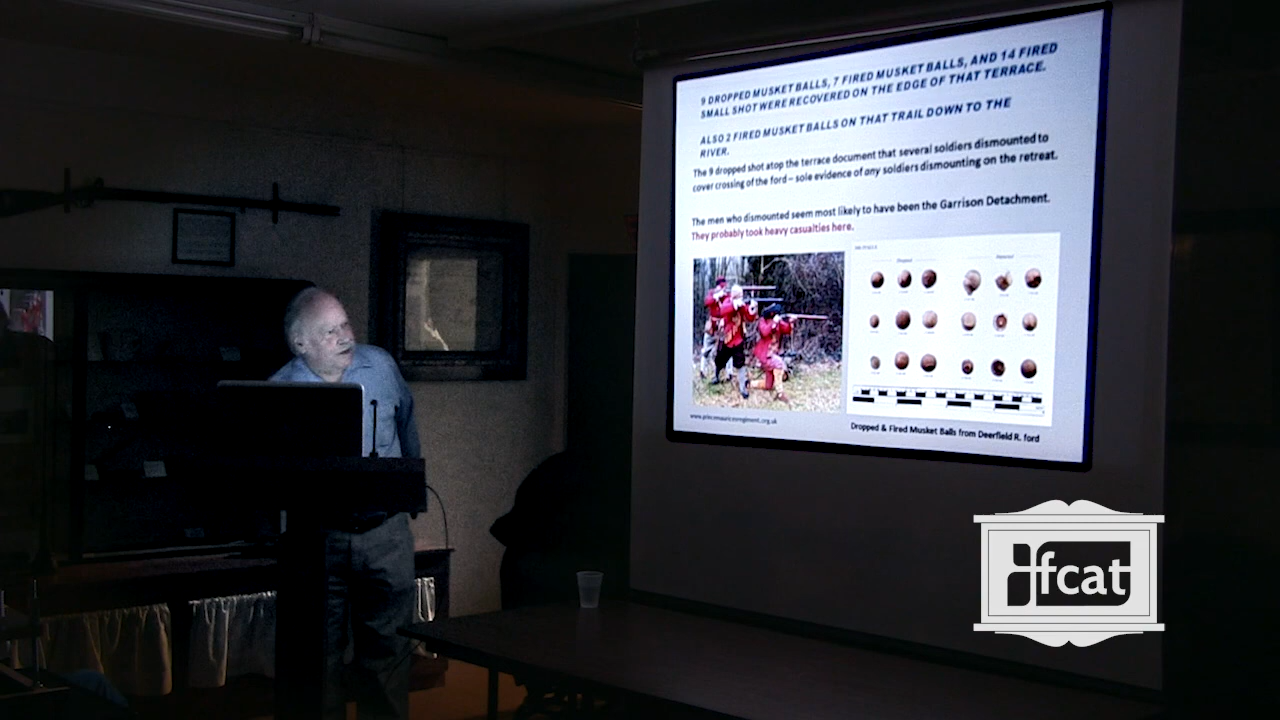 9 DROPPED MUSKET BALLS, 7 FIRED MUSKET BALLS, AND 14 FIRED
SMALL SHOT WERE RECOVERED ON THE EDGE OF THAT TERRACE.
ALSO 2 FIRED MUSKET BALLS ON THAT TRAIL DOWN TO THE
RIVER.
The 9 dropped shot atop the terrace document that several soldiers dismounted to
cover crossing of the ford – sole evidence of any soldiers dismounting on the retreat.
The men who dismounted seem most likely to have been the Garrison Detachment.
They probably took heavy casualties here.
Dropped
www.princemauricesregiment.org.uk
Dropped & Fired Musket Balls from Deerfield R. ford
fcat